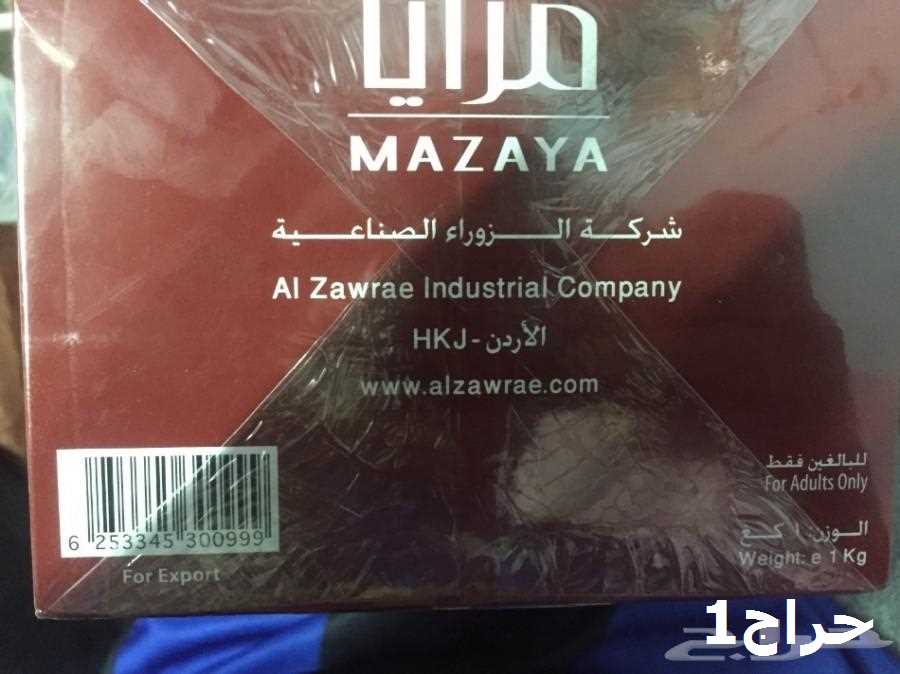 مزايا
MAZAYA
شركة الزوراء الصناعية
Al Zawrae Industrial Company
الأردن - HKJ
www.alzawrae.com
للبالغين فقط
For Adults Only
الوزن: ١ كغ
Weight: e 1 Kg
6 253345 300999
For Export
حراج1
حراج